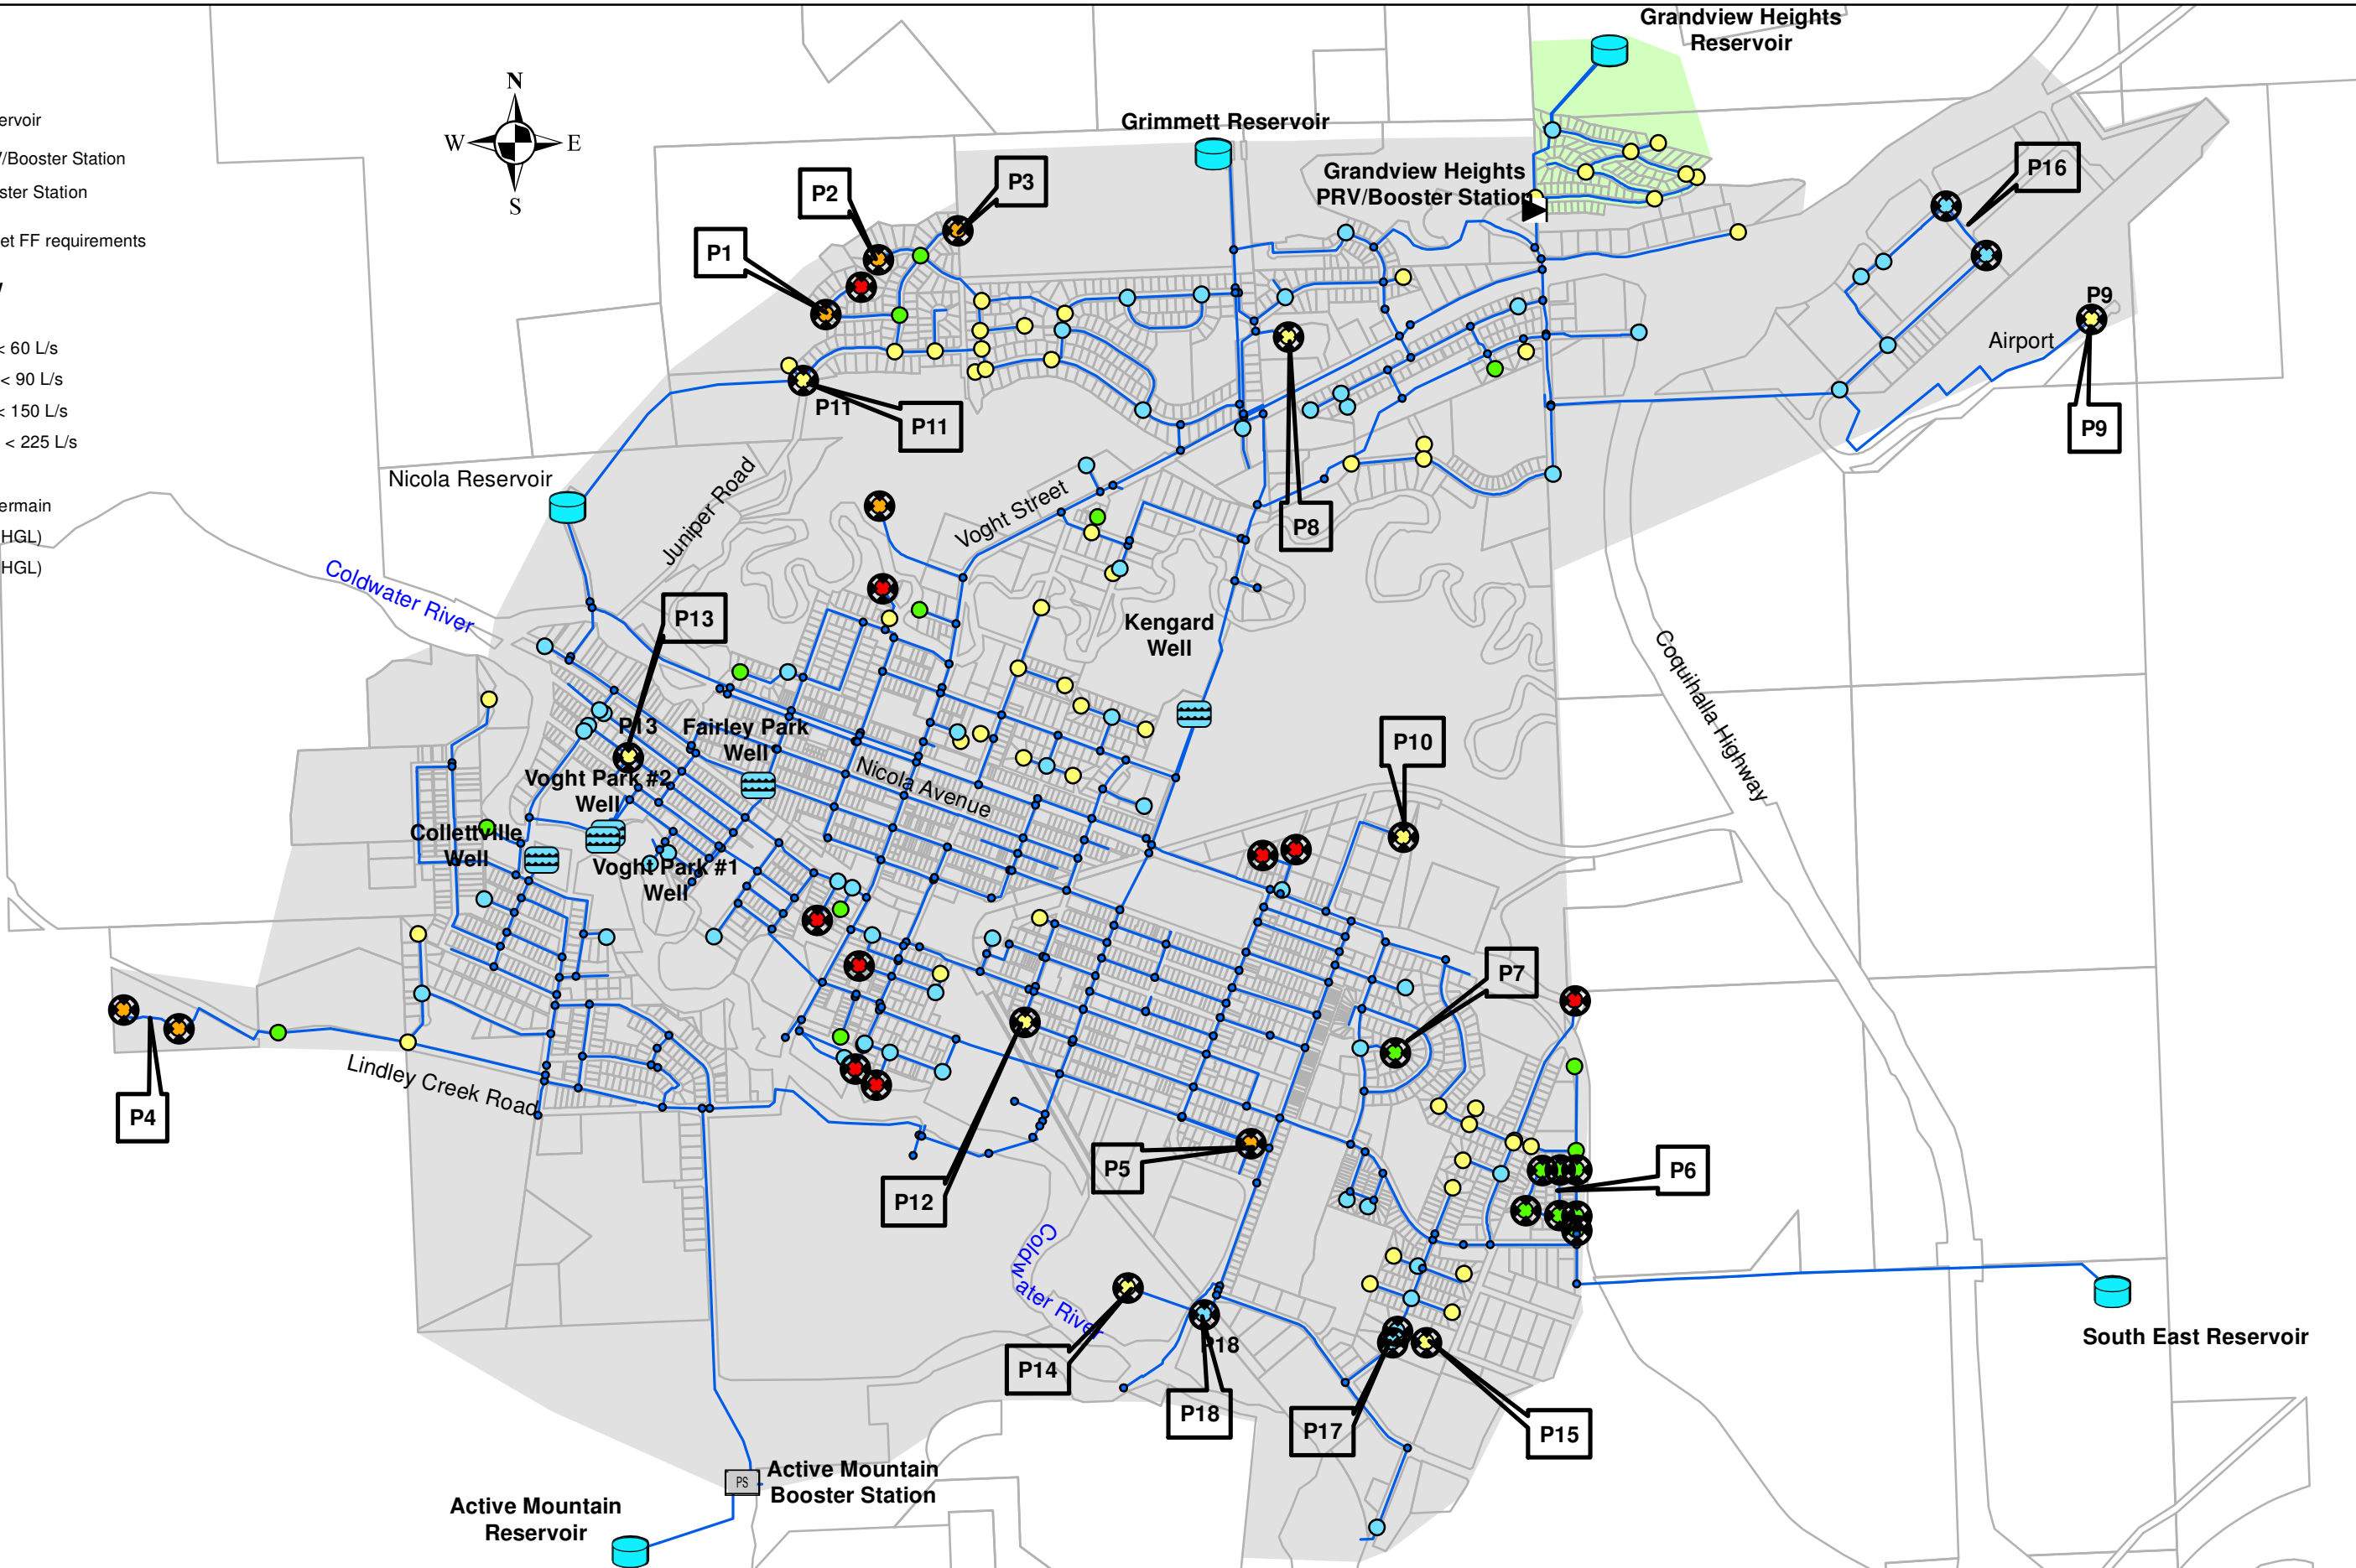 Grandview Heights
Reservoir
N
W
E
S
ervoir
Grimmett Reservoir
V/Booster Station
ster Station
Grandview Heights
PRV/Booster Station
P16
P2
P3
et FF requirements
P1
P9
Airport
< 60 L/s
< 90 L/s
< 150 L/s
< 225 L/s
P11
P11
P9
Nicola Reservoir
Juniper Road
Voght Street
ermain
HGL)
HGL)
P8
Coldwater River
P13
Kengard
Well
Coquihalla Highway
P13
Fairley Park
Well
P10
Voght Park #2
Well
Nicola Avenue
Collettville
Well
Voght Park #1
Well
P7
Lindley Creek Road
P4
P5
P6
P12
Coldw
ater River
P14
P18
P18
P17
P15
South East Reservoir
PS
Active Mountain
Booster Station
Active Mountain
Reservoir